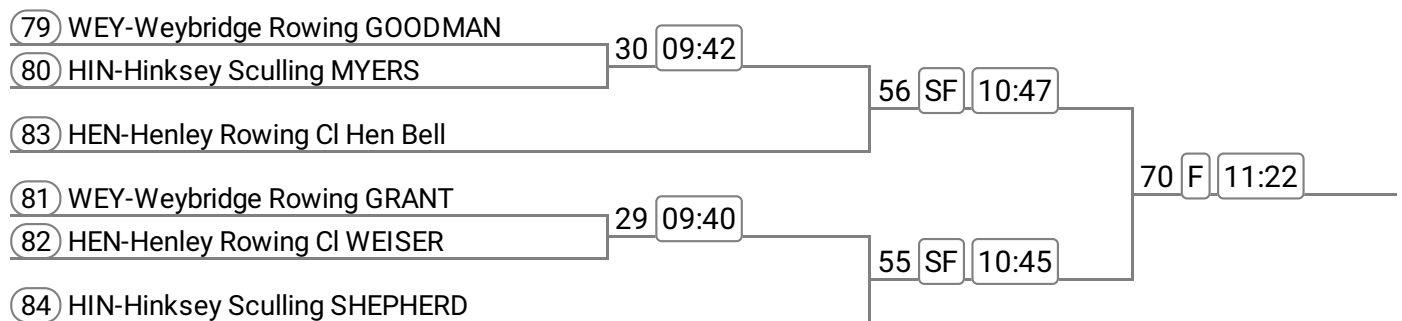 79 WEY-Weybridge Rowing GOODMAN
30 09:42
80 HIN-Hinksey Sculling MYERS
56 SF 10:47
83 HEN-Henley Rowing Cl Hen Bell
70 F 11:22
81 WEY-Weybridge Rowing GRANT
29 09:40
82 HEN-Henley Rowing Cl WEISER
55 SF 10:45
84 HIN-Hinksey Sculling SHEPHERD